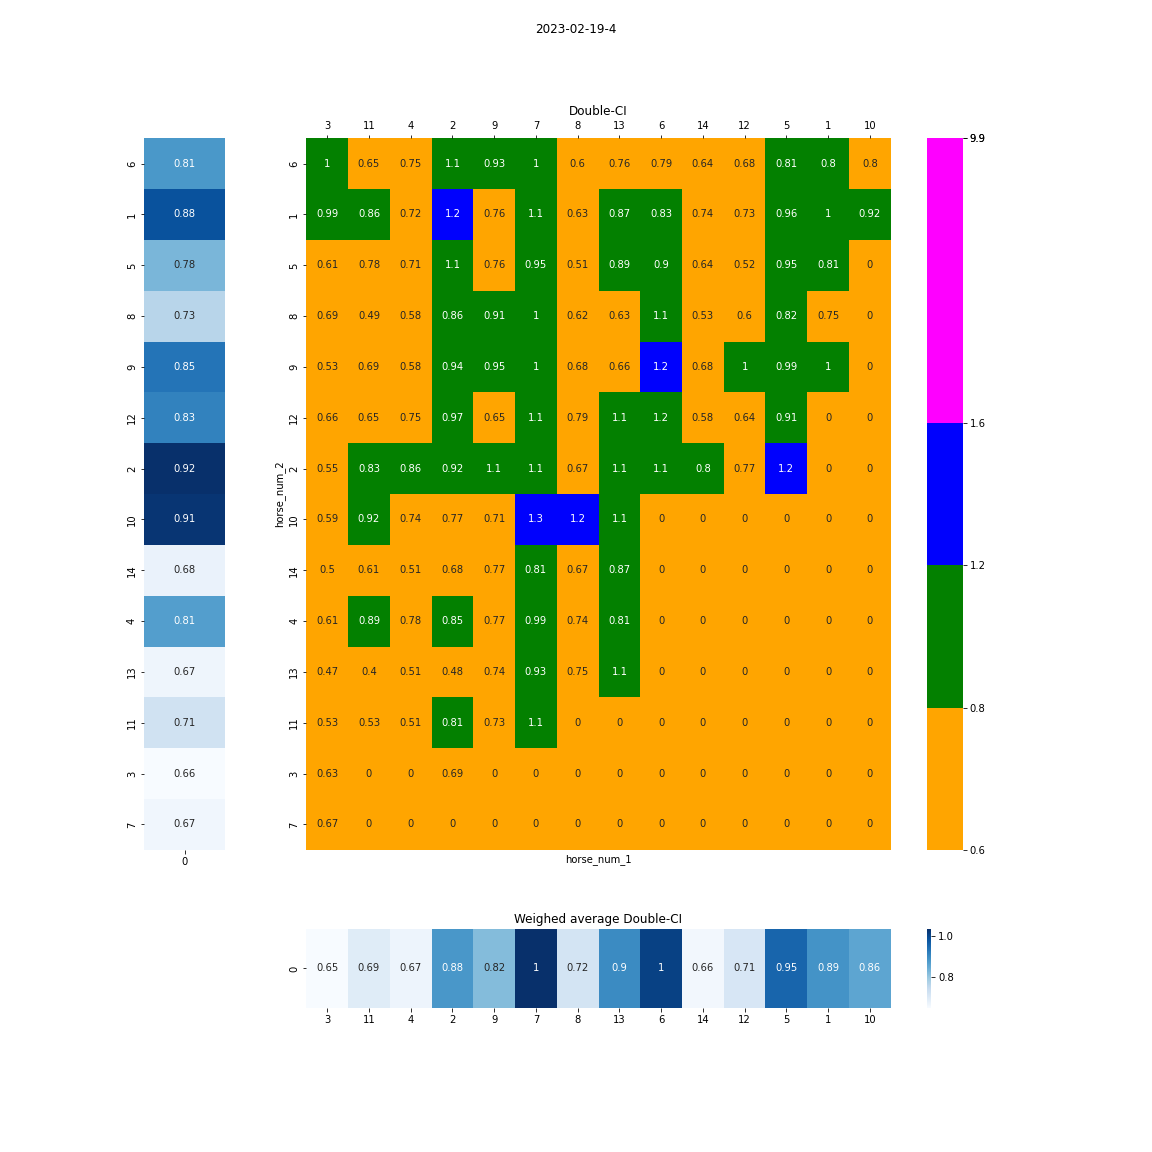 2023-02-19-4
Double-CI
3 11 4 2 9 7 8 13 6 14 12 5 1 10
6 0.81 6 1 0.65 0.75 1.1 0.93 1 0.6 0.76 0.79 0.64 0.68 0.81 0.8 0.8 9.9
1 0.88 1 0.99 0.86 0.72 1.2 0.76 1.1 0.63 0.87 0.83 0.74 0.73 0.96 1 0.92
5 0.78 5 0.61 0.78 0.71 1.1 0.76 0.95 0.51 0.89 0.9 0.64 0.52 0.95 0.81 0
8 0.73 8 0.69 0.49 0.58 0.86 0.91 1 0.62 0.63 1.1 0.53 0.6 0.82 0.75 0
9 0.85 9 0.53 0.69 0.58 0.94 0.95 1 0.68 0.66 1.2 0.68 1 0.99 1 0
12 0.83 12 0.66 0.65 0.75 0.97 0.65 1.1 0.79 1.1 1.2 0.58 0.64 0.91 0 0 1.6
2 0.92 horse_num_2 2 0.55 0.83 0.86 0.92 1.1 1.1 0.67 1.1 1.1 0.8 0.77 1.2 0 0
10 0.91 10 0.59 0.92 0.74 0.77 0.71 1.3 1.2 1.1 0 0 0 0 0 0
14 0.68 14 0.5 0.61 0.51 0.68 0.77 0.81 0.67 0.87 0 0 0 0 0 0 1.2
4 0.81 4 0.61 0.89 0.78 0.85 0.77 0.99 0.74 0.81 0 0 0 0 0 0
13 0.67 13 0.47 0.4 0.51 0.48 0.74 0.93 0.75 1.1 0 0 0 0 0 0
11 0.71 11 0.53 0.53 0.51 0.81 0.73 1.1 0 0 0 0 0 0 0 0 0.8
3 0.66 3 0.63 0 0 0.69 0 0 0 0 0 0 0 0 0 0
7 0.67 7 0.67 0 0 0 0 0 0 0 0 0 0 0 0 0
0 horse_num_1 0.6
Weighed average Double-CI
0 0.65 0.69 0.67 0.88 0.82 1 0.72 0.9 1 0.66 0.71 0.95 0.89 0.86 1.0
0.8
3 11 4 2 9 7 8 13 6 14 12 5 1 10